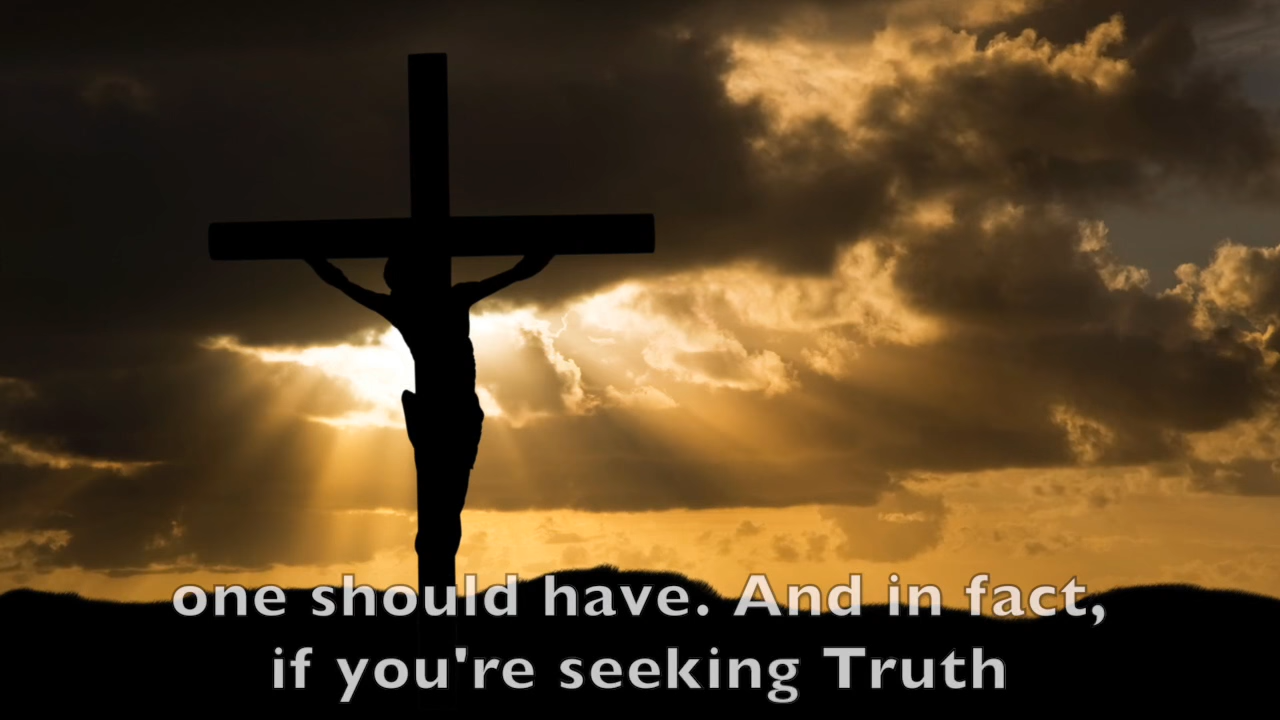 one should have. And in fact,
if you're seeking Truth